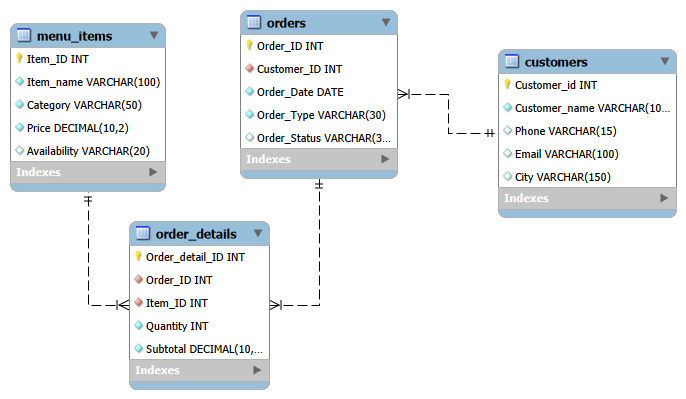 menu_items
Item_ID INT
Item_name VARCHAR(100)
Category VARCHAR(50)
Price DECIMAL(10,2)
Availability VARCHAR(20)
Indexes
orders
Order_ID INT
Customer_ID INT
Order_Date DATE
Order_Type VARCHAR(30)
Order_Status VARCHAR(3...
Indexes
customers
Customer_id INT
Customer_name VARCHAR(10...
Phone VARCHAR(15)
Email VARCHAR(100)
City VARCHAR(150)
Indexes
order_details
Order_detail_ID INT
Order_ID INT
Item_ID INT
Quantity INT
Subtotal DECIMAL(10,...
Indexes